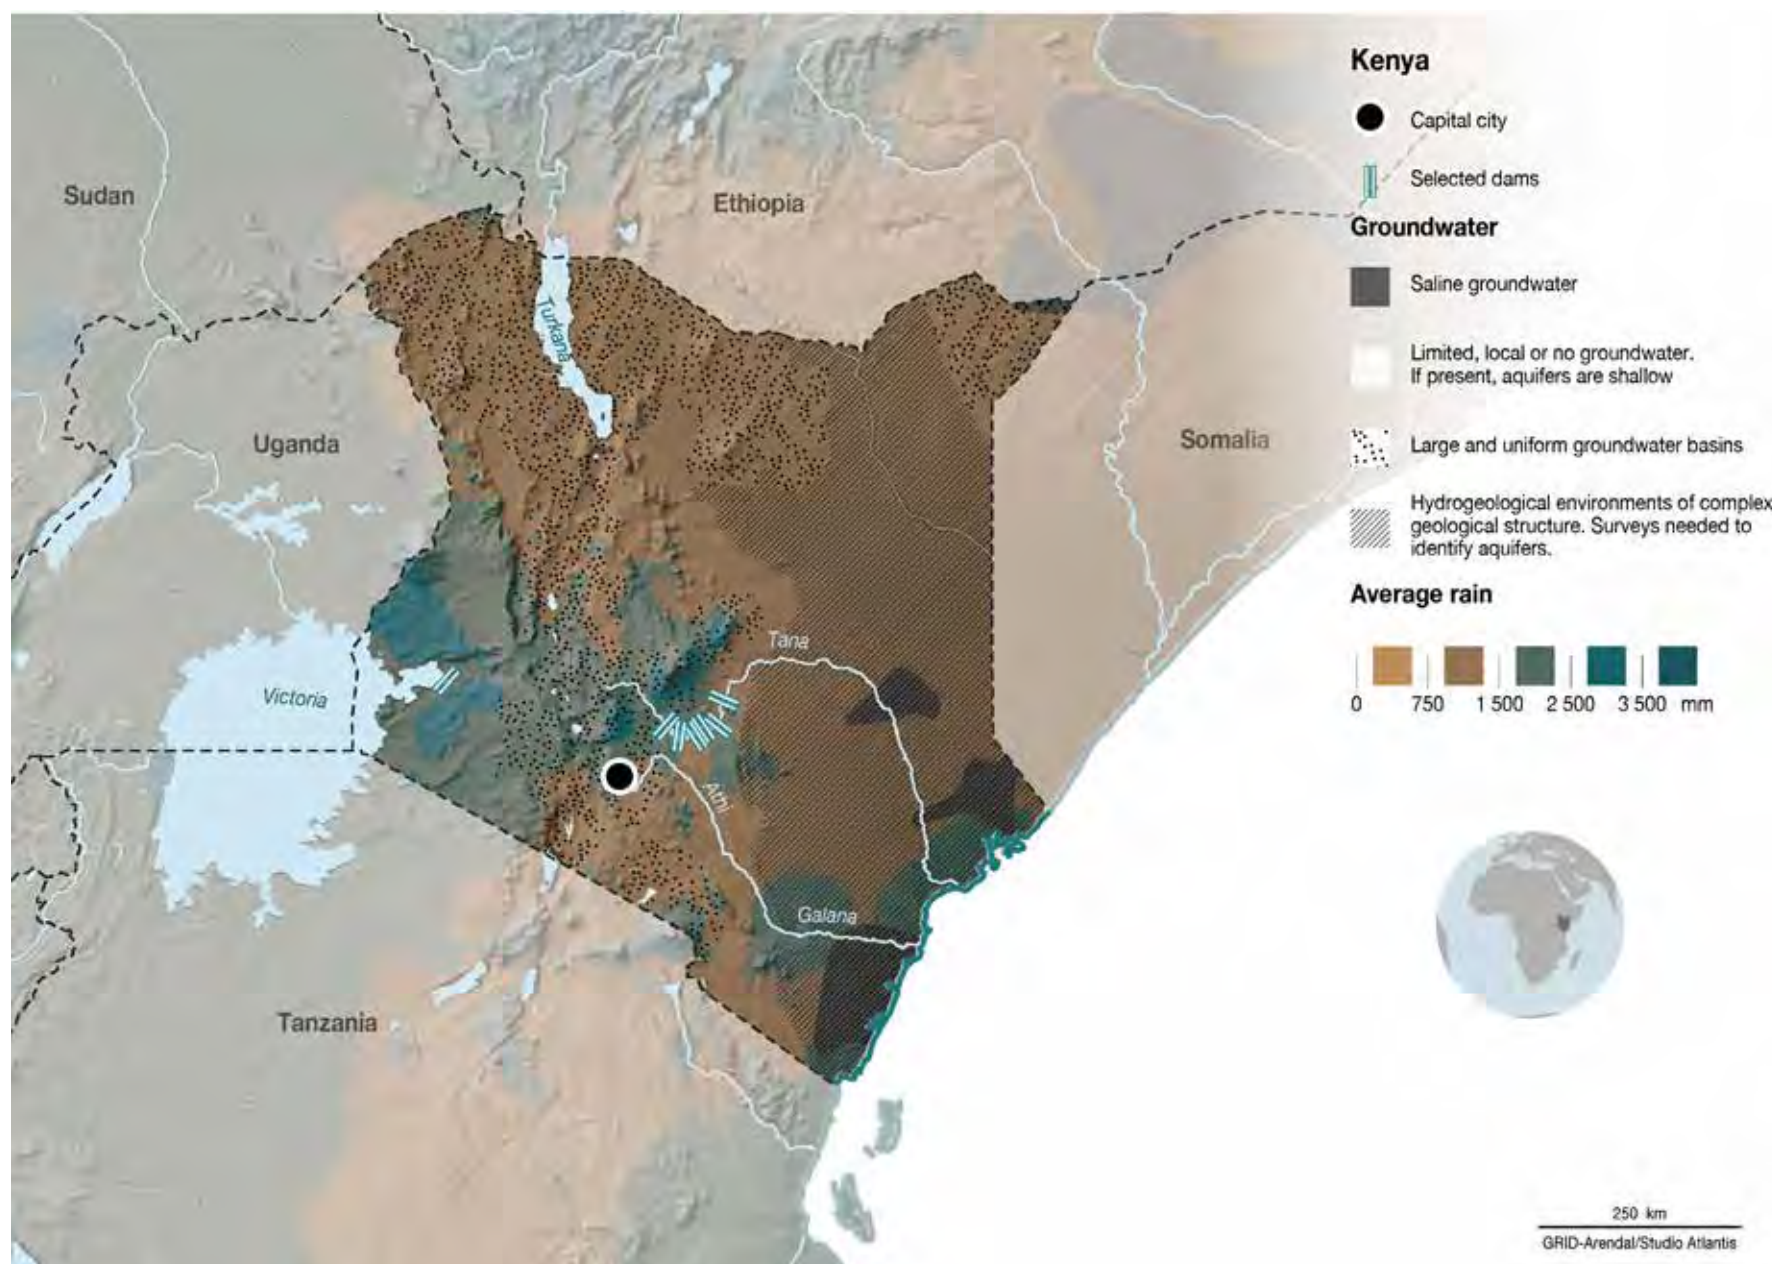 Kenya
Capital city
Selected dams
Groundwater
Saline groundwater
Limited, local or no groundwater.
If present, aquifers are shallow
Large and uniform groundwater basins
Hydrogeological environments of complex
geological structure. Surveys needed to
identify aquifers.
Average rain
0 750 1 500 2 500 3 500 mm
Sudan
Ethiopia
Turkana
Uganda
Somalia
Tana
Victoria
Athi
Galana
Tanzania
250 km
GRID-Arendal/Studio Atlantis